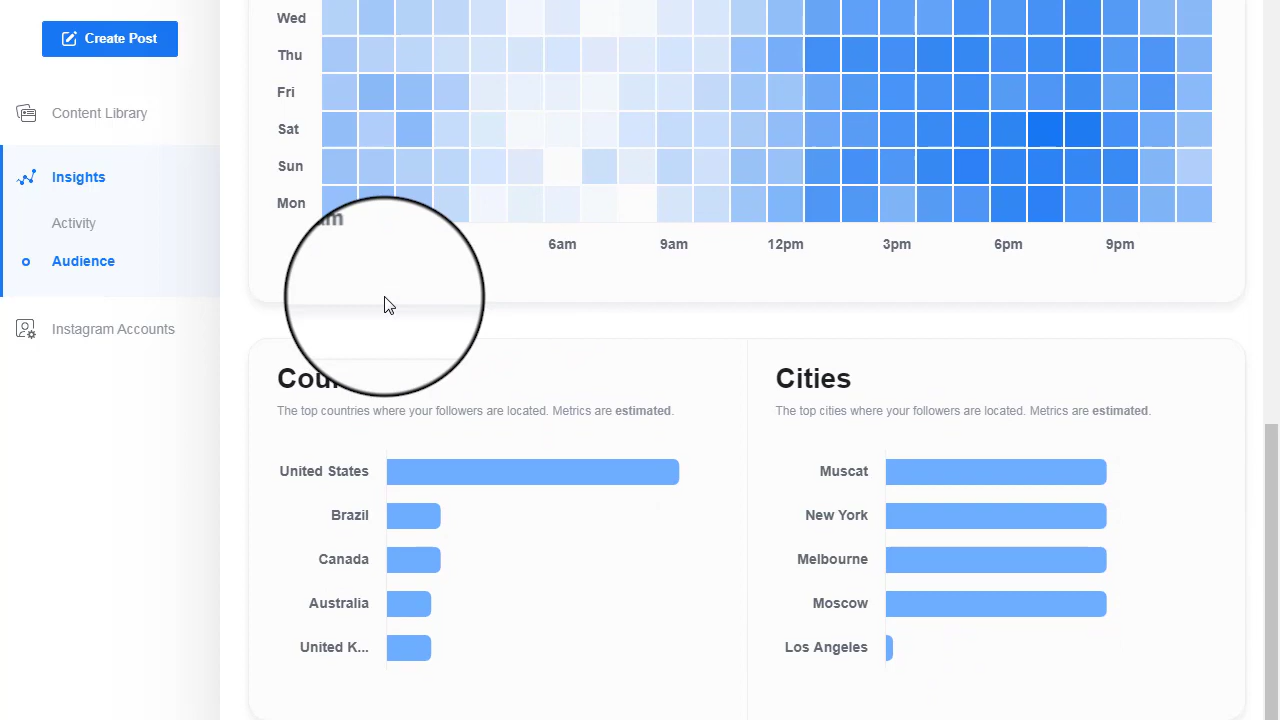 Create Post
Content Library
Insights
Activity
Audience
Instagram Accounts
Wed
Thu
Fri
Sat
Sun
Mon
6am
9am
12pm
3pm
6pm
9pm
The top countries where your followers are located. Metrics are estimated.
United States
Brazil
Canada
Australia
United K...
Cities
The top cities where your followers are located. Metrics are estimated.
Muscat
New York
Melbourne
Moscow
Los Angeles